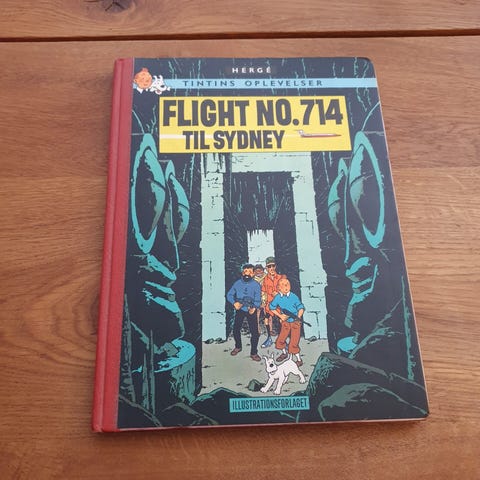 HERGÉ
TINTINS OPLEVELSER
FLIGHT NO.714
TIL SYDNEY
ILLUSTRATIONSFORLAGET